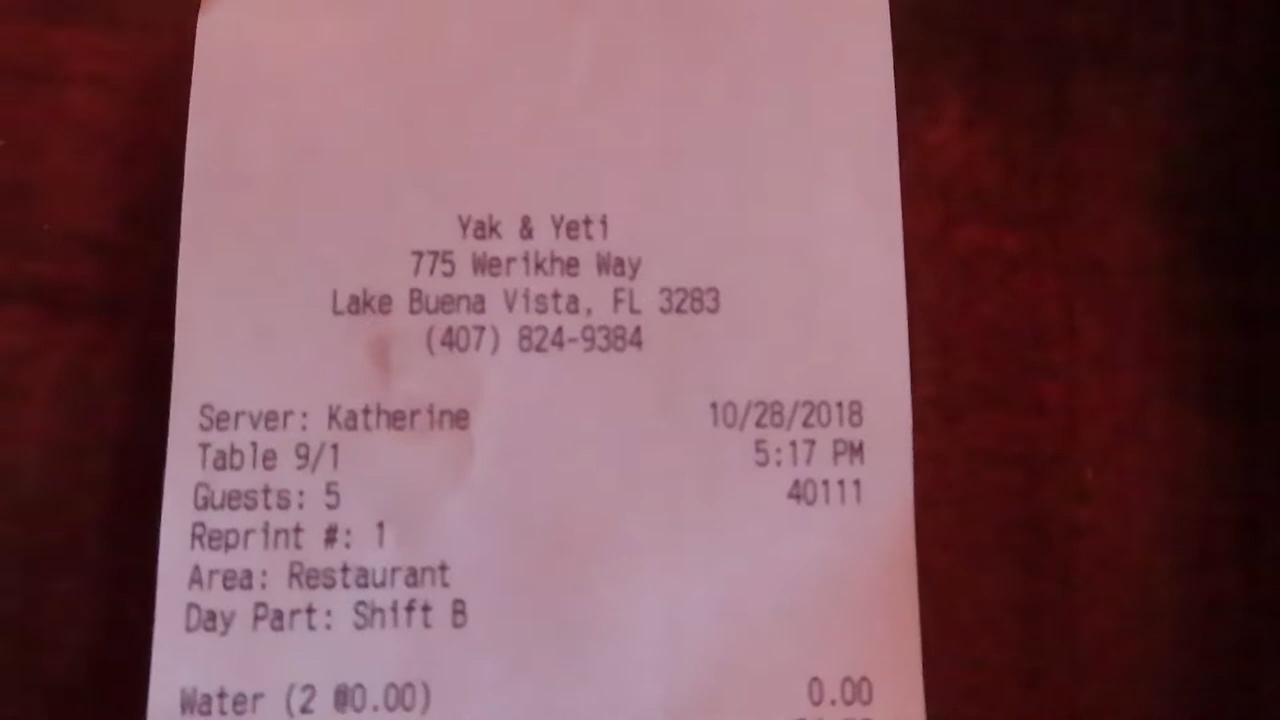 Yak & Yeti
775 Werikhe Way
Lake Buena Vista, FL 3283
(407) 824-9384
Server: Katherine 10/28/2018
Table 9/1 5:17 PM
Guests: 5 40111
Reprint #: 1
Area: Restaurant
Day Part: Shift B
Water (2 @0.00) 0.00